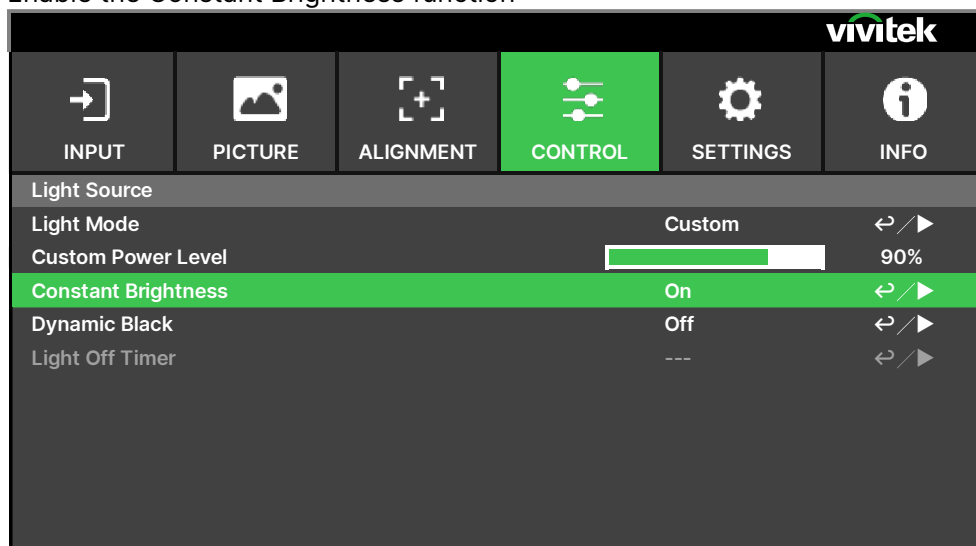 Enable the Constant Brightness function
vivitek
INPUT PICTURE ALIGNMENT CONTROL SETTINGS INFO
Light Source
Light Mode Custom
Custom Power Level 90%
Constant Brightness On
Dynamic Black Off
Light Off Timer ---